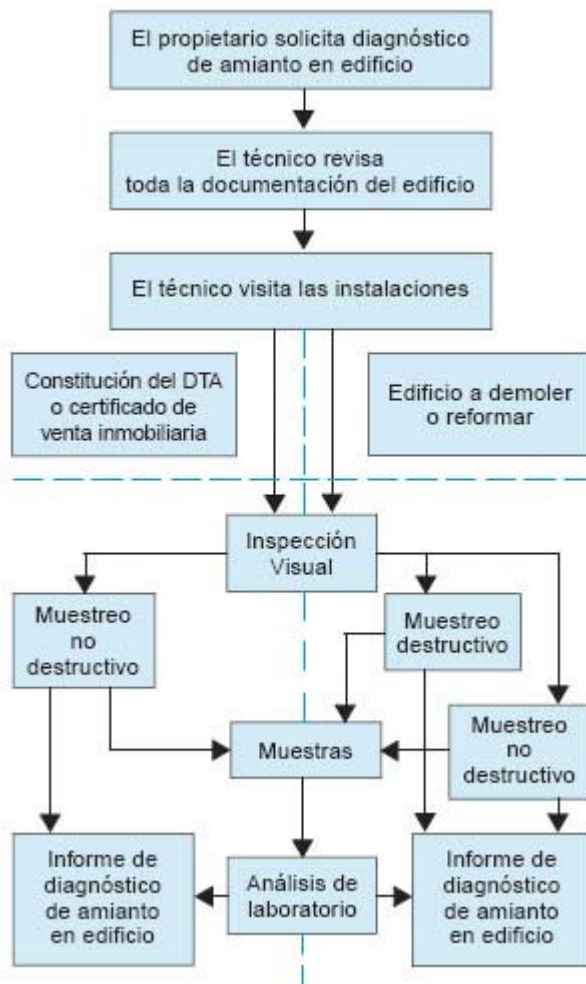 El propietario solicita diagnóstico
de amianto en edificio
El técnico revisa
toda la documentación del edificio
El técnico visita las instalaciones
Constitución del DTA
o certificado de
venta inmobiliaria
Edificio a demoler
o reformar
Inspección
Visual
Muestreo
no
destructivo
Muestreo
destructivo
Muestras
Muestreo
no
destructivo
Informe de
diagnóstico
de amianto
en edificio
Análisis de
laboratorio
Informe de
diagnóstico
de amianto
en edificio